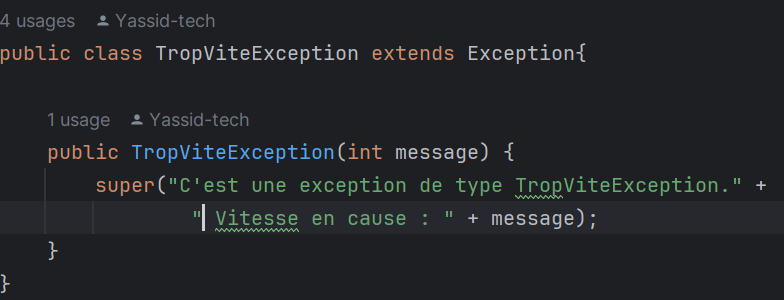 4 usages Yassid-tech
public class TropViteException extends Exception{
1 usage Yassid-tech
public TropViteException(int message) {
super("C'est une exception de type TropViteException." +
" Vitesse en cause : " + message);
}
}